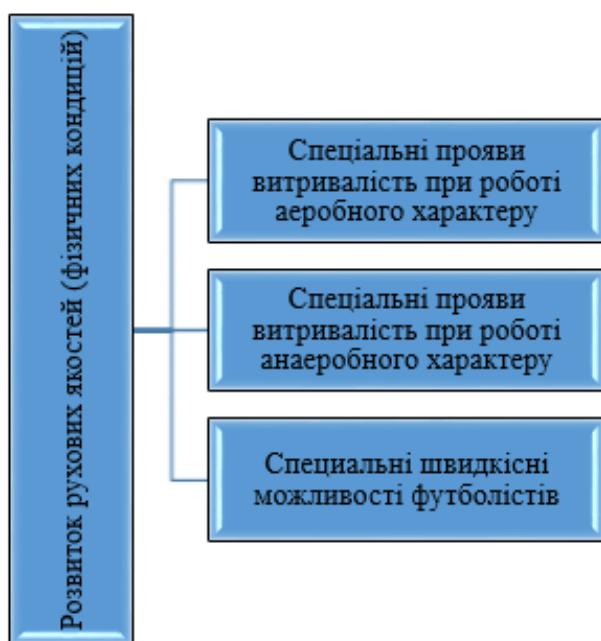 Розвиток рухових якостей (фізичних кондицій)
Спеціальні прояви
витривалість при роботі
аеробного характеру
Спеціальні прояви
витривалість при роботі
анаеробного характеру
Специальні швидкісні
можливості футболістів